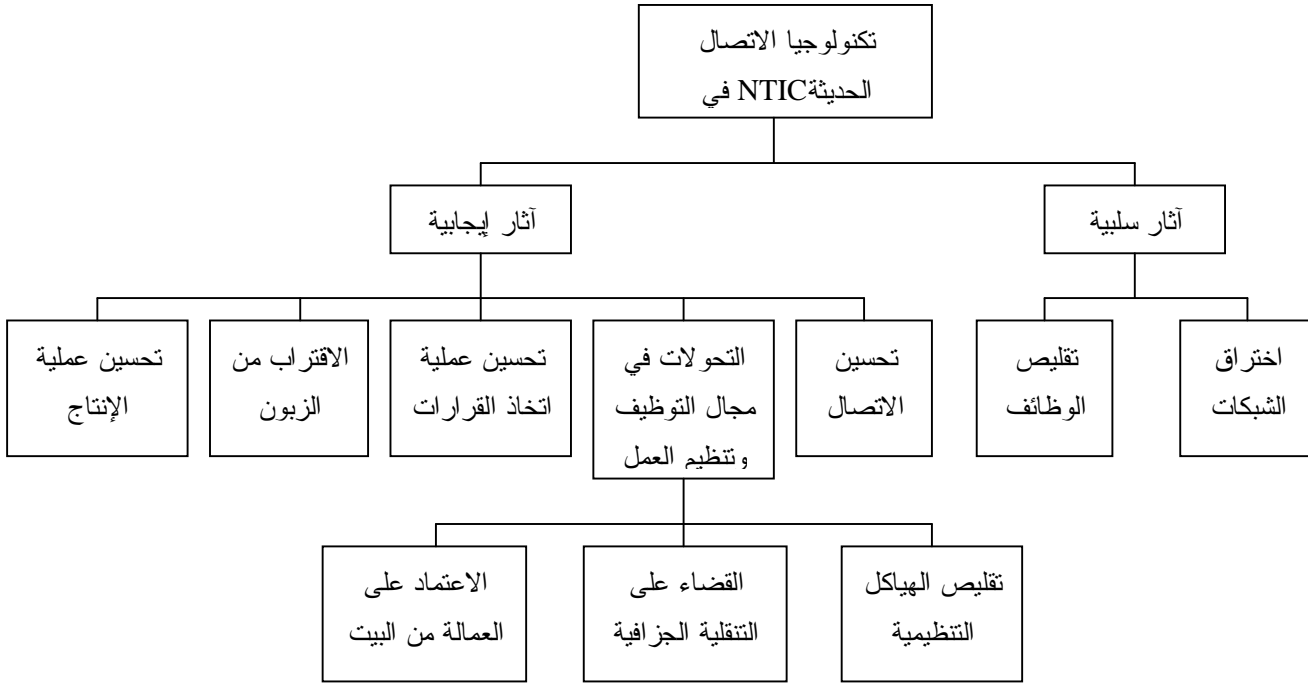 تكنولوجيا الاتصال
الحديثةNTIC في
آثار سلبية
آثار إيجابية
اختراق
الشبكات
تقليص
الوظائف
تحسين
الاتصال
التحولات في
مجال التوظيف
وتنظيم العمل
تحسين عملية
اتخاذ القرارات
الاقتراب من
الزبون
تحسين عملية
الإنتاج
تقليص الهياكل
التنظيمية
القضاء على
التنقلية الجزافية
الاعتماد على
العمالة من البيت